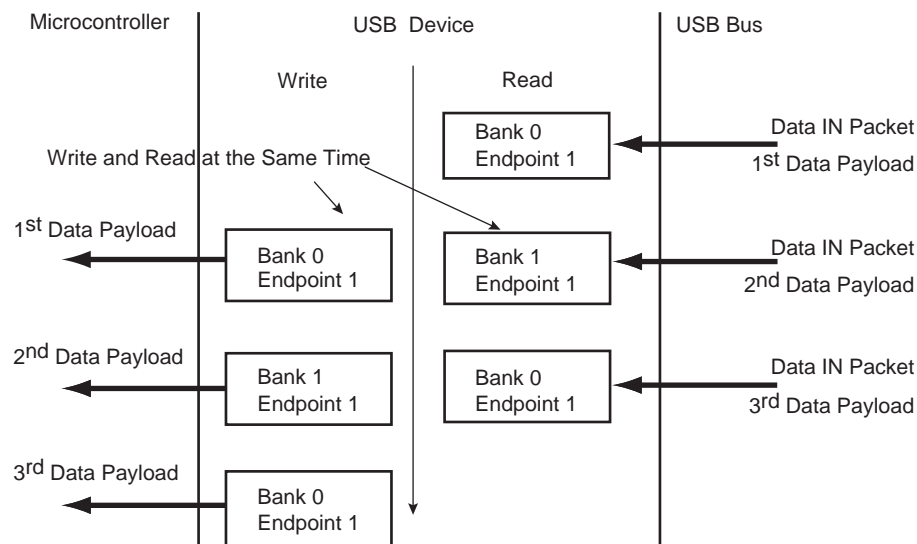 Microcontroller
USB Device
USB Bus
Write
Read
Bank 0
Endpoint 1
Data IN Packet
1st Data Payload
Write and Read at the Same Time
1st Data Payload
Bank 0
Endpoint 1
Bank 1
Endpoint 1
Data IN Packet
2nd Data Payload
2nd Data Payload
Bank 1
Endpoint 1
Bank 0
Endpoint 1
Data IN Packet
3rd Data Payload
3rd Data Payload
Bank 0
Endpoint 1